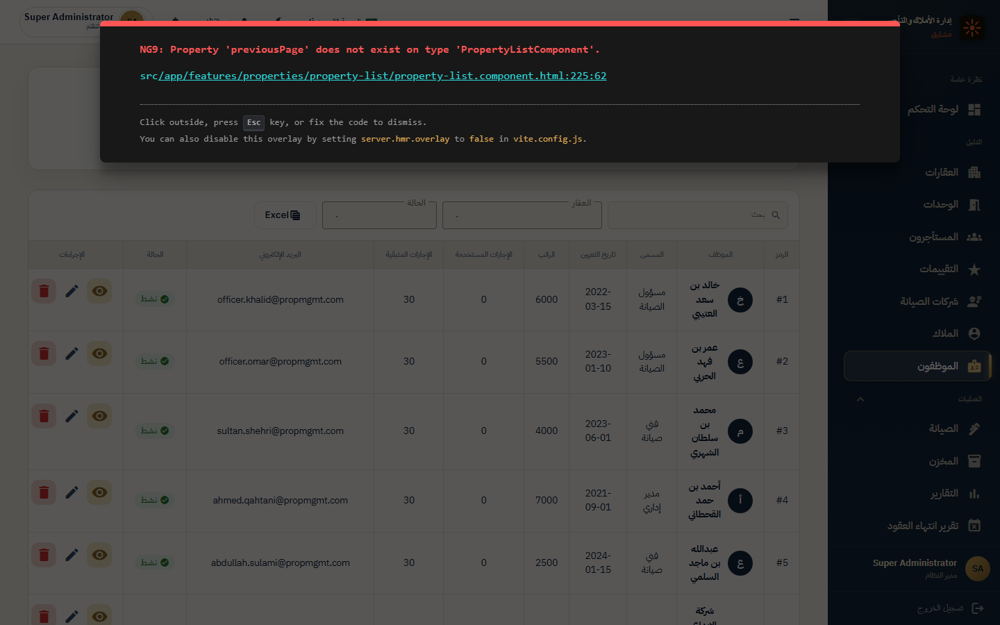 NG9: Property 'previousPage' does not exist on type 'PropertyListComponent'.
src/app/features/properties/property-list/property-list.component.html:225:62
Click outside, press Esc key, or fix the code to dismiss.
You can also disable this overlay by setting server.hmr.overlay to false in vite.config.js.
Super Administrator
إدارة الأملاك والتأجير
مشارق
نظرة عامة
لوحة التحكم
الدليل
العقارات
الوحدات
المستأجرون
التقييمات
شركات الصيانة
الملاك
الموظفون
العمليات
الصيانة
المخزن
التقارير
تقرير انتهاء العقود
SA
Super Administrator
مدير النظام
تسجيل الخروج
بحث
العقار
الحالة
Excel
الرمز الموظف المسمى تاريخ التعيين الراتب الإجازات المستخدمة الإجازات المتبقية البريد الإلكتروني الحالة الإجراءات
#1 خ خالد بن سعد العتيبي مسؤول الصيانة 2022-03-15 6000 0 30 officer.khalid@propmgmt.com نشط
#2 ع عمر بن فهد الحربي مسؤول الصيانة 2023-01-10 5500 0 30 officer.omar@propmgmt.com نشط
#3 م محمد بن سلطان الشهري فني صيانة 2023-06-01 4000 0 30 sultan.shehri@propmgmt.com نشط
#4 أ أحمد بن حمد القحطاني مدير إداري 2021-09-01 7000 0 30 ahmed.qahtani@propmgmt.com نشط
#5 ع عبدالله بن ماجد السلمي فني صيانة 2024-01-15 2500 0 30 abdullah.sulami@propmgmt.com نشط
شركة